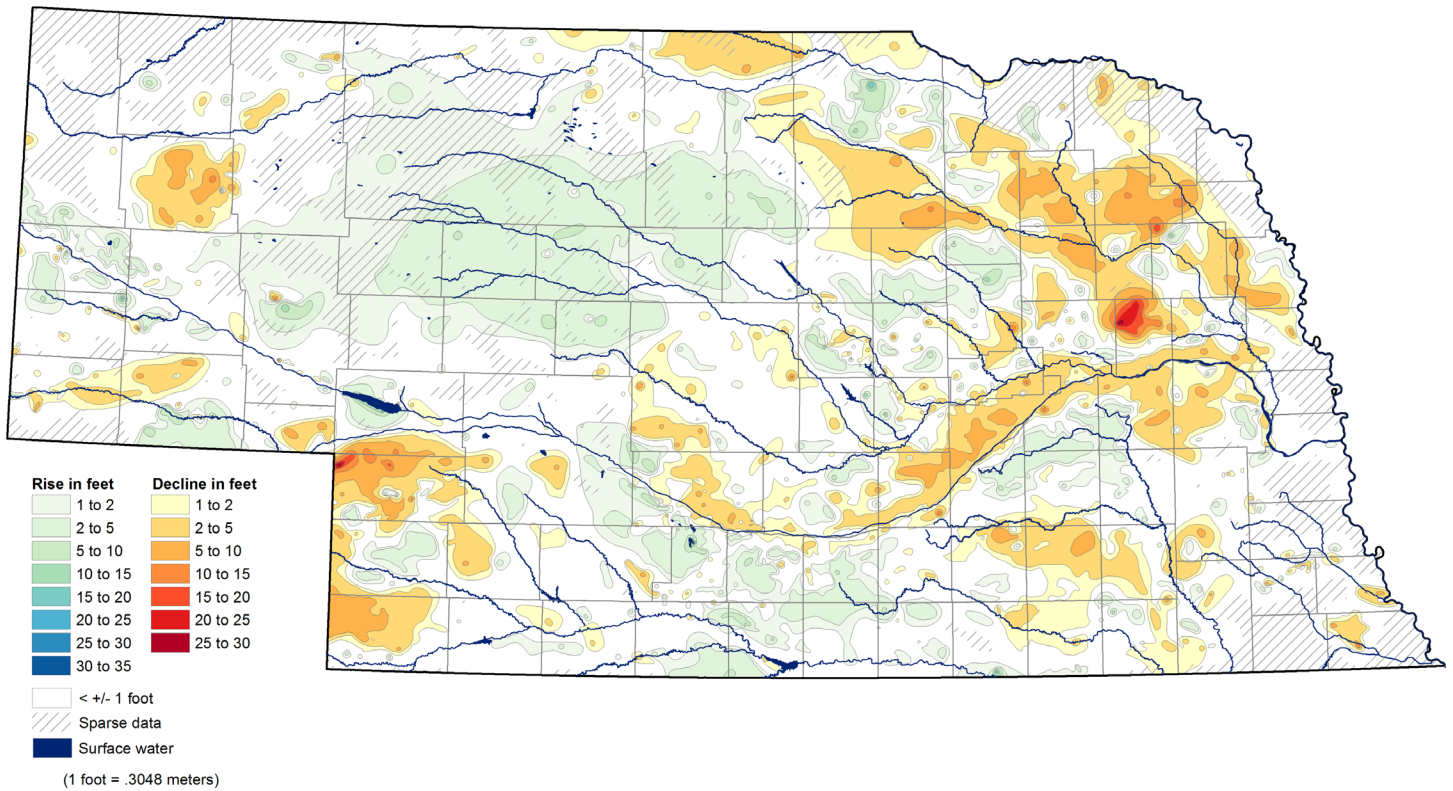 Rise in feet Decline in feet
1 to 2 1 to 2
2 to 5 2 to 5
5 to 10 5 to 10
10 to 15 10 to 15
15 to 20 15 to 20
20 to 25 20 to 25
25 to 30 25 to 30
30 to 35
< +/- 1 foot
Sparse data
Surface water
(1 foot = .3048 meters)